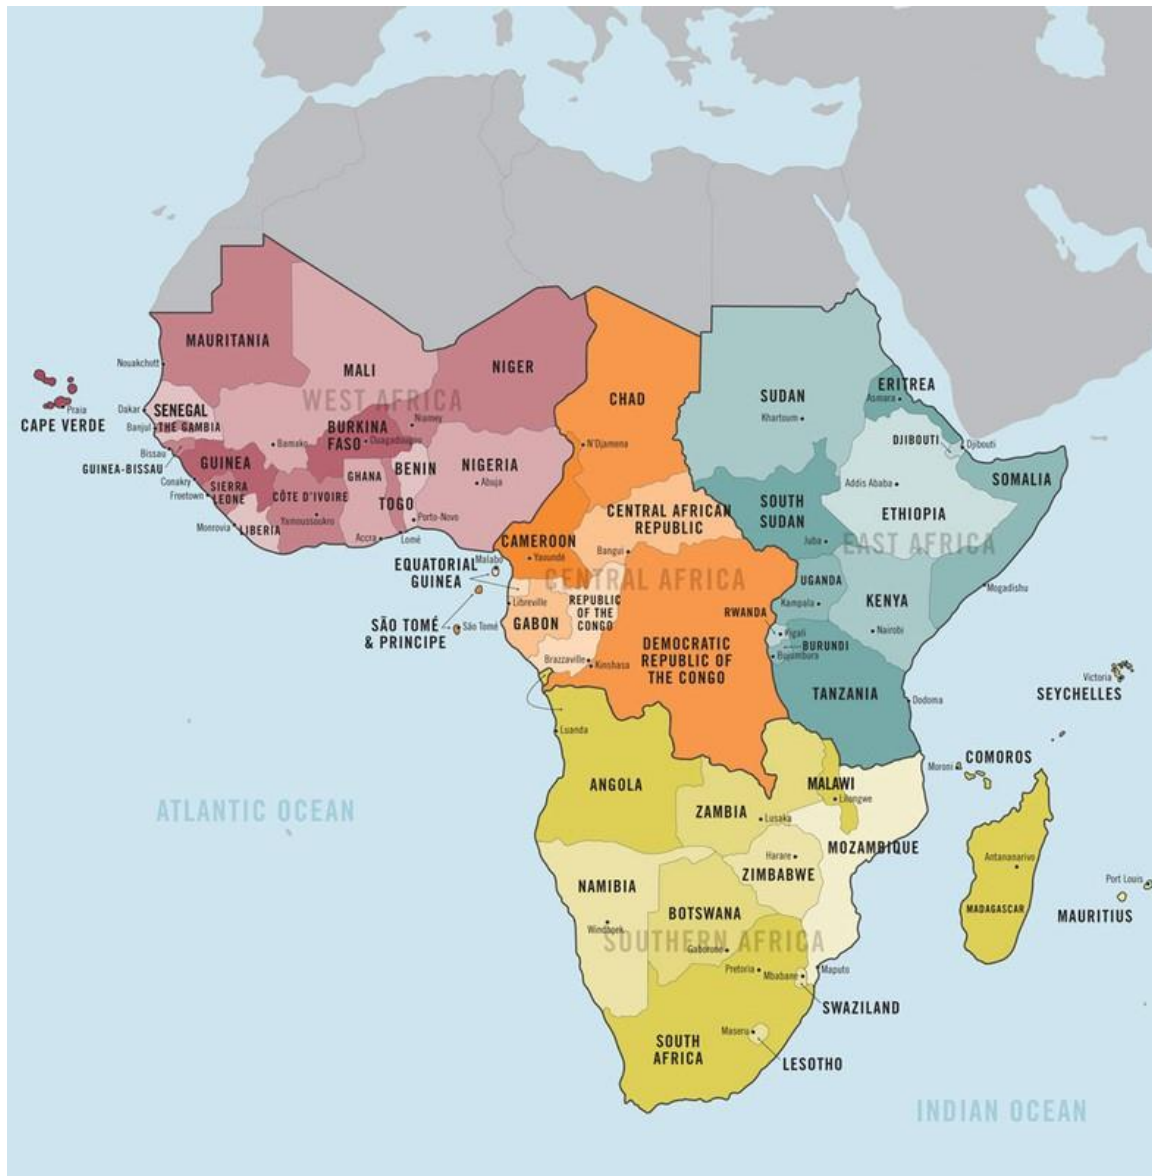 MAURITANIA
Nouakchott
MALI
NIGER
WEST AFRICA
CAPE VERDE
Praia
Dakar
SENEGAL
Banjul
THE GAMBIA
Bissau
GUINEA-BISSAU
GUINEA
Conakry
SIERRA
LEONE
Freetown
Monrovia
LIBERIA
Bamako
BURKINA
FASO
Ouagadougou
Niamey
CÔTE D'IVOIRE
Yamoussoukro
GHANA
Accra
TOGO
Lomé
BENIN
Porto-Novo
NIGERIA
Abuja
CHAD
N'Djamena
CENTRAL AFRICAN
REPUBLIC
Bangui
CAMEROON
Yaoundé
CENTRAL AFRICA
EQUATORIAL
GUINEA
Malabo
SÃO TOMÉ
& PRINCIPE
São Tomé
Libreville
GABON
REPUBLIC
OF THE
CONGO
Brazzaville
Kinshasa
DEMOCRATIC
REPUBLIC OF
THE CONGO
SUDAN
Khartoum
ERITREA
Asmara
DJIBOUTI
Djibouti
SOMALIA
Addis Ababa
ETHIOPIA
SOUTH
SUDAN
Juba
EAST AFRICA
UGANDA
Kampala
KENYA
Nairobi
Mogadishu
RWANDA
Kigali
BURUNDI
Bujumbura
TANZANIA
Dodoma
Victoria
SEYCHELLES
Luanda
ANGOLA
ZAMBIA
Lusaka
MALAWI
Lilongwe
Moroni
COMOROS
MOZAMBIQUE
Harare
ZIMBABWE
NAMIBIA
Windhoek
BOTSWANA
Gaborone
SOUTHERN AFRICA
Antananarivo
MADAGASCAR
Port Louis
MAURITIUS
Pretoria
Mbabane
Maputo
SWAZILAND
SOUTH
AFRICA
Maseru
LESOTHO
ATLANTIC OCEAN
INDIAN OCEAN